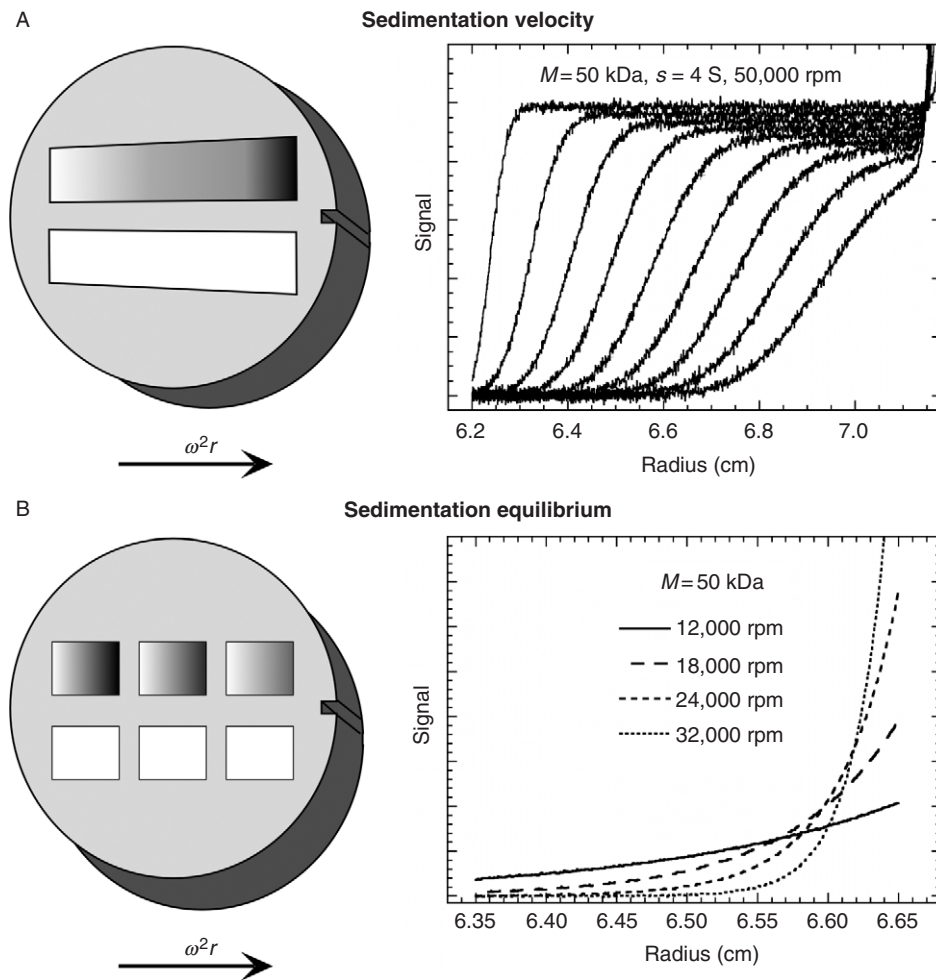 A
Sedimentation velocity
M = 50 kDa, s = 4 S, 50,000 rpm
Signal
6.2 6.4 6.6 6.8 7.0
Radius (cm)
ω²r
B
Sedimentation equilibrium
M = 50 kDa
12,000 rpm
18,000 rpm
24,000 rpm
32,000 rpm
Signal
6.35 6.40 6.45 6.50 6.55 6.60 6.65
Radius (cm)
ω²r